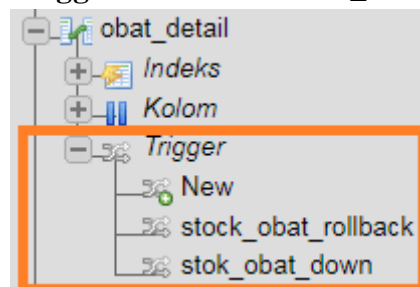 obat_detail
Indeks
Kolom
Trigger
New
stock_obat_rollback
stok_obat_down